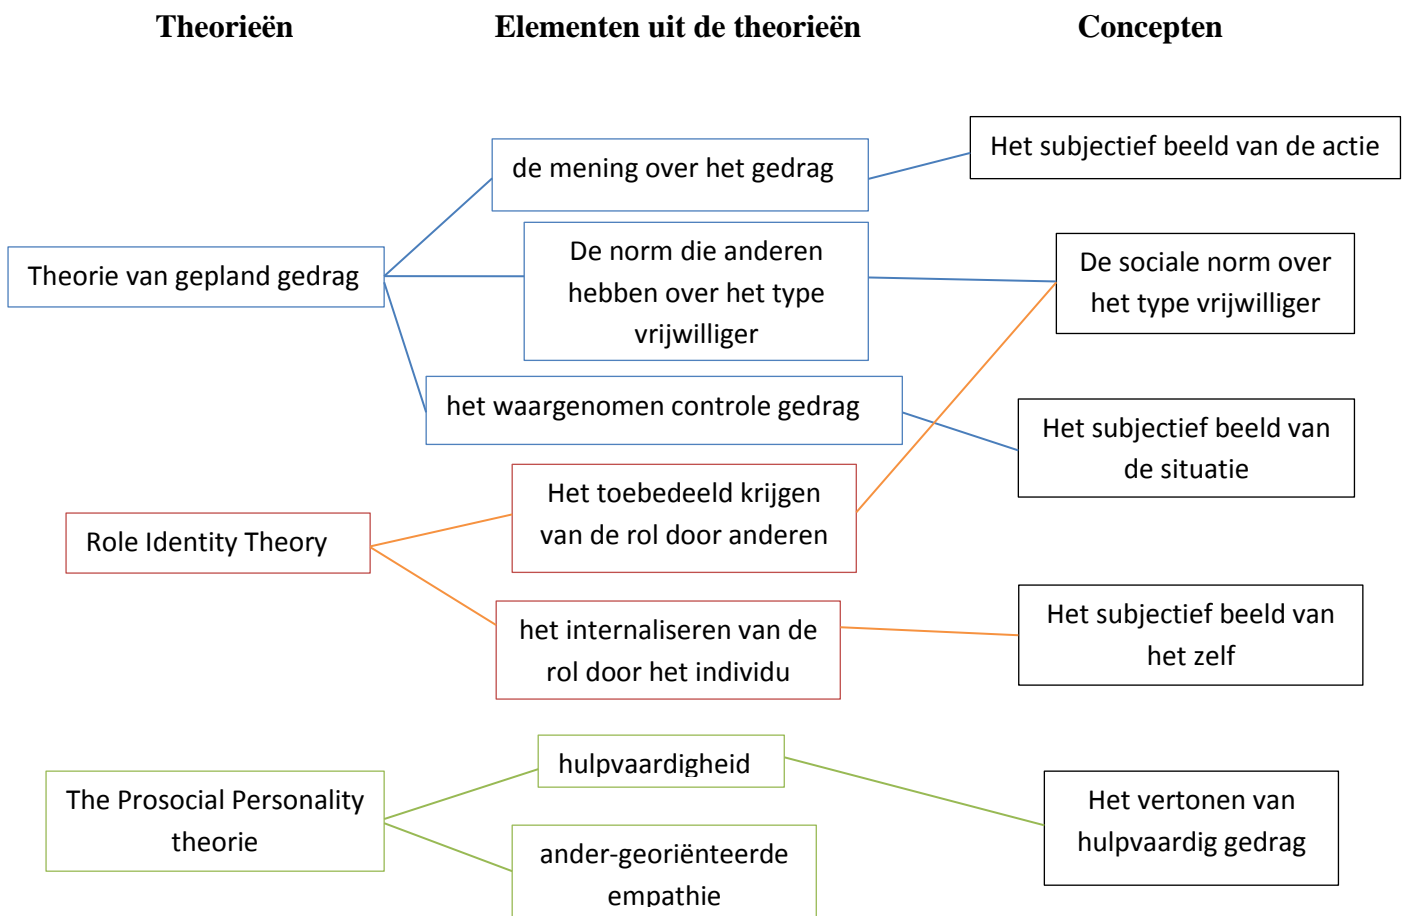 Theorieën
Elementen uit de theorieën
Concepten
de mening over het gedrag
Het subjectief beeld van de actie
Theorie van gepland gedrag
De norm die anderen
hebben over het type
vrijwilliger
De sociale norm over
het type vrijwilliger
het waargenomen controle gedrag
Het subjectief beeld van
de situatie
Role Identity Theory
Het toebedeeld krijgen
van de rol door anderen
het internaliseren van de
rol door het individu
Het subjectief beeld van
het zelf
The Prosocial Personality
theorie
hulpvaardigheid
ander-georiënteerde
empathie
Het vertonen van
hulpvaardig gedrag